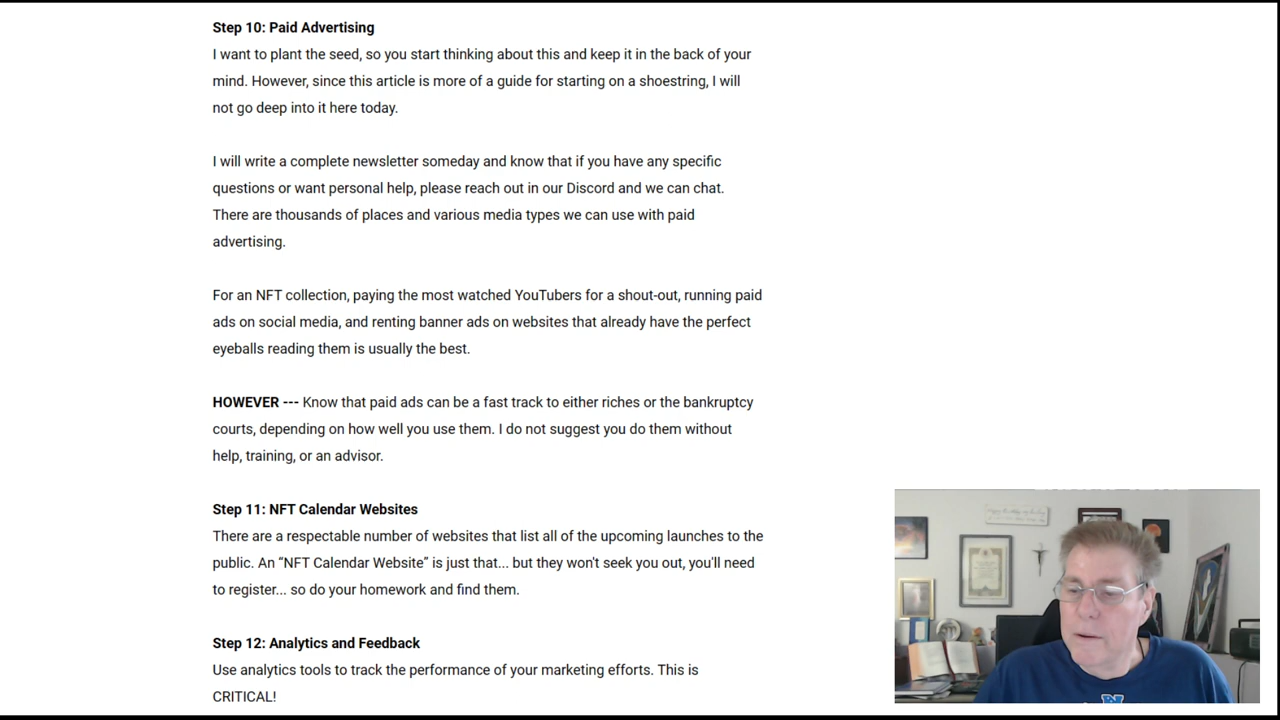 Step 10: Paid Advertising
I want to plant the seed, so you start thinking about this and keep it in the back of your
mind. However, since this article is more of a guide for starting on a shoestring, I will
not go deep into it here today.
I will write a complete newsletter someday and know that if you have any specific
questions or want personal help, please reach out in our Discord and we can chat.
There are thousands of places and various media types we can use with paid
advertising.
For an NFT collection, paying the most watched YouTubers for a shout-out, running paid
ads on social media, and renting banner ads on websites that already have the perfect
eyeballs reading them is usually the best.
HOWEVER --- Know that paid ads can be a fast track to either riches or the bankruptcy
courts, depending on how well you use them. I do not suggest you do them without
help, training, or an advisor.
Step 11: NFT Calendar Websites
There are a respectable number of websites that list all of the upcoming launches to the
public. An “NFT Calendar Website” is just that... but they won't seek you out, you'll need
to register... so do your homework and find them.
Step 12: Analytics and Feedback
Use analytics tools to track the performance of your marketing efforts. This is
CRITICAL!